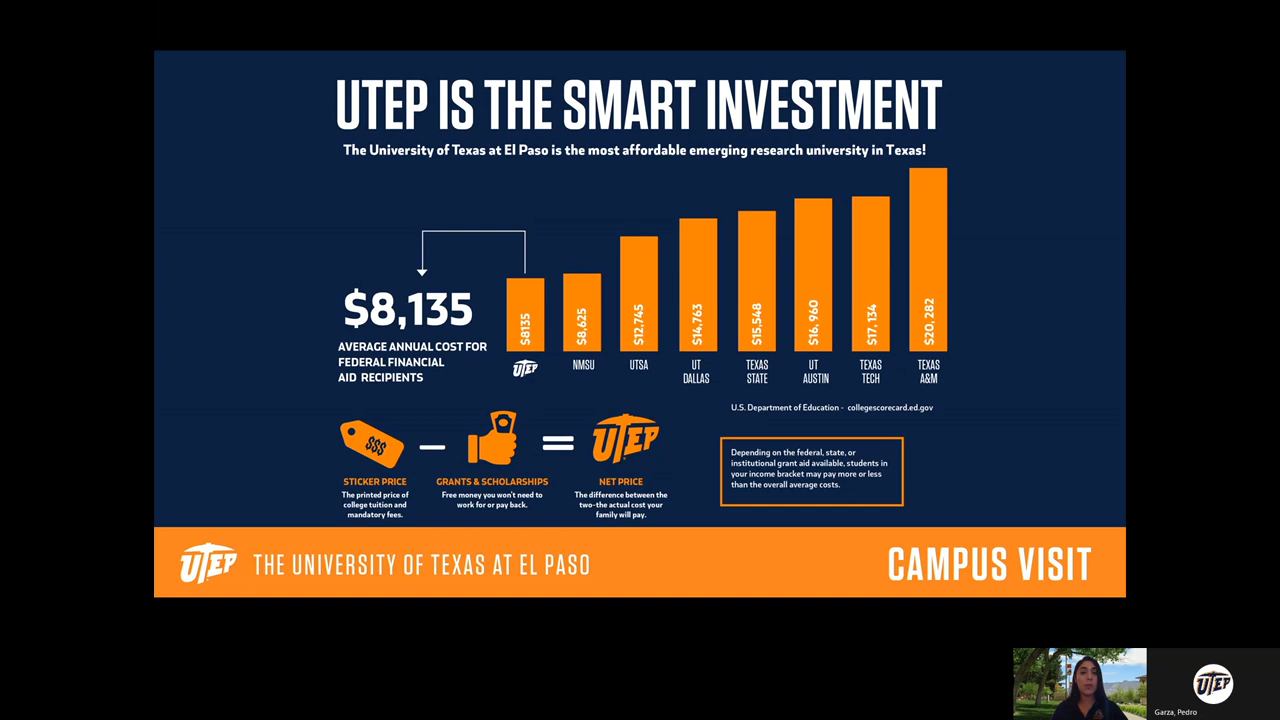 UTEP IS THE SMART INVESTMENT
The University of Texas at El Paso is the most affordable emerging research university in Texas!
$8,135
AVERAGE ANNUAL COST FOR
FEDERAL FINANCIAL
AID RECIPIENTS
$8135
$8,625
$12,745
$14,763
$15,548
$16, 960
$17, 134
$20, 282
UTEP
NMSU
UTSA
UT
DALLAS
TEXAS
STATE
UT
AUSTIN
TEXAS
TECH
TEXAS
A&M
U.S. Department of Education - collegescorecard.ed.gov
$$$
UTEP
STICKER PRICE
The printed price of
college tuition and
mandatory fees.
GRANTS & SCHOLARSHIPS
Free money you won't need to
work for or pay back.
NET PRICE
The difference between the
two-the actual cost your
family will pay.
Depending on the federal, state, or
institutional grant aid available, students in
your income bracket may pay more or less
than the overall average costs.
UTEP
THE UNIVERSITY OF TEXAS AT EL PASO
CAMPUS VISIT
UTEP
Garza, Pedro